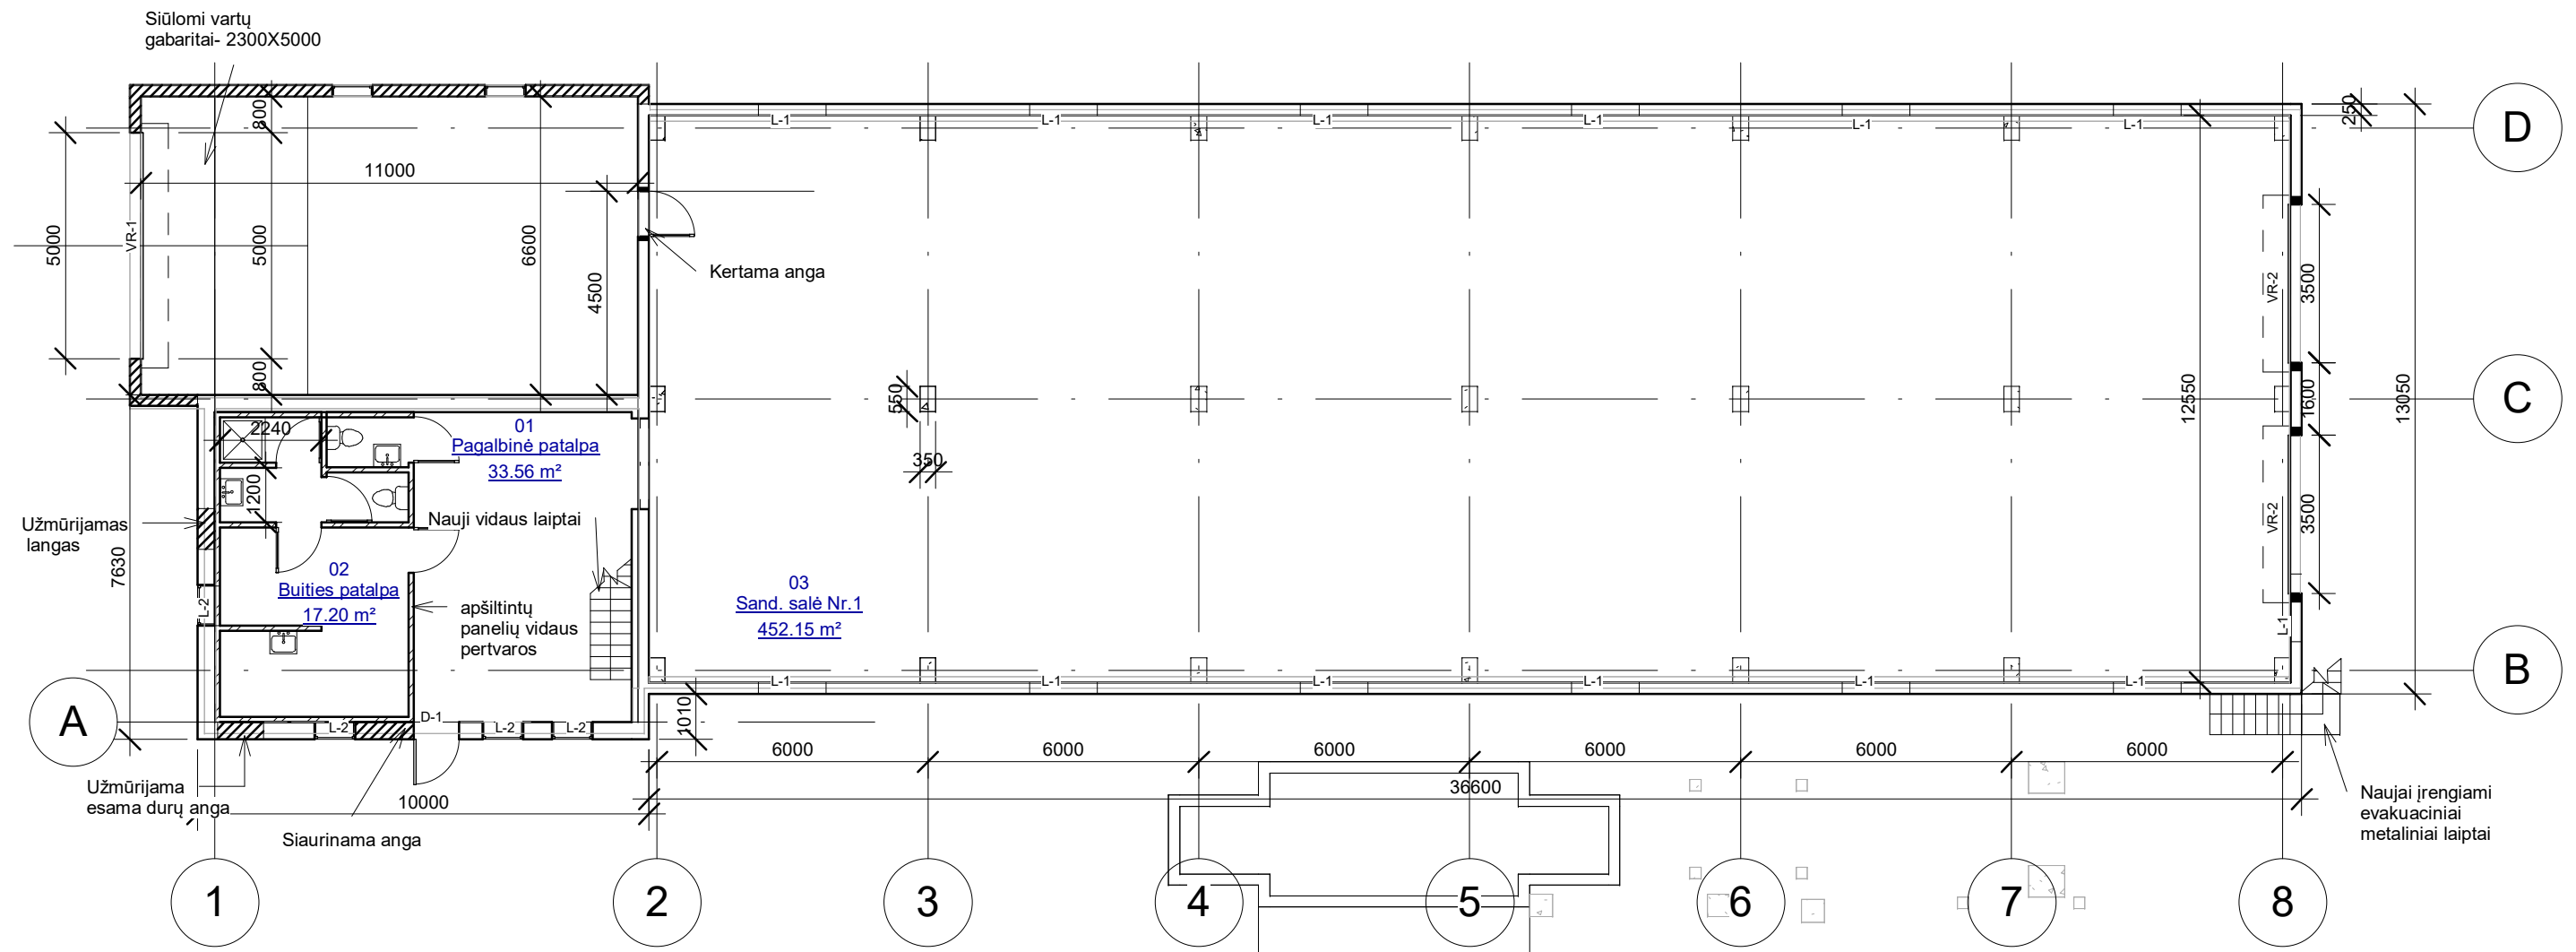 Siūlomi vartų
gabaritai- 2300X5000
800
5000
VR-1
5000
800
11000
6600
4500
Kertama anga
L-1
L-1
L-1
L-1
L-1
L-1
250
D
3500
VR-2
12550
1600
13050
C
VR-2
3500
550
350
2240
1200
01
Pagalbinė patalpa
33.56 m²
Užmūrijamas
langas
7630
Nauji vidaus laiptai
02
Buities patalpa
17.20 m²
L-2
apšiltintų
panelių vidaus
pertvaros
03
Sand. salė Nr.1
452.15 m²
L-1
B
L-1
L-1
L-1
L-1
L-1
L-1
A
D-1
L-2
L-2
L-2
1010
6000
6000
6000
6000
6000
6000
Užmūrijama
esama durų anga
10000
36600
Siaurinama anga
Naujai įrengiami
evakuaciniai
metaliniai laiptai
1
2
3
4
5
6
7
8